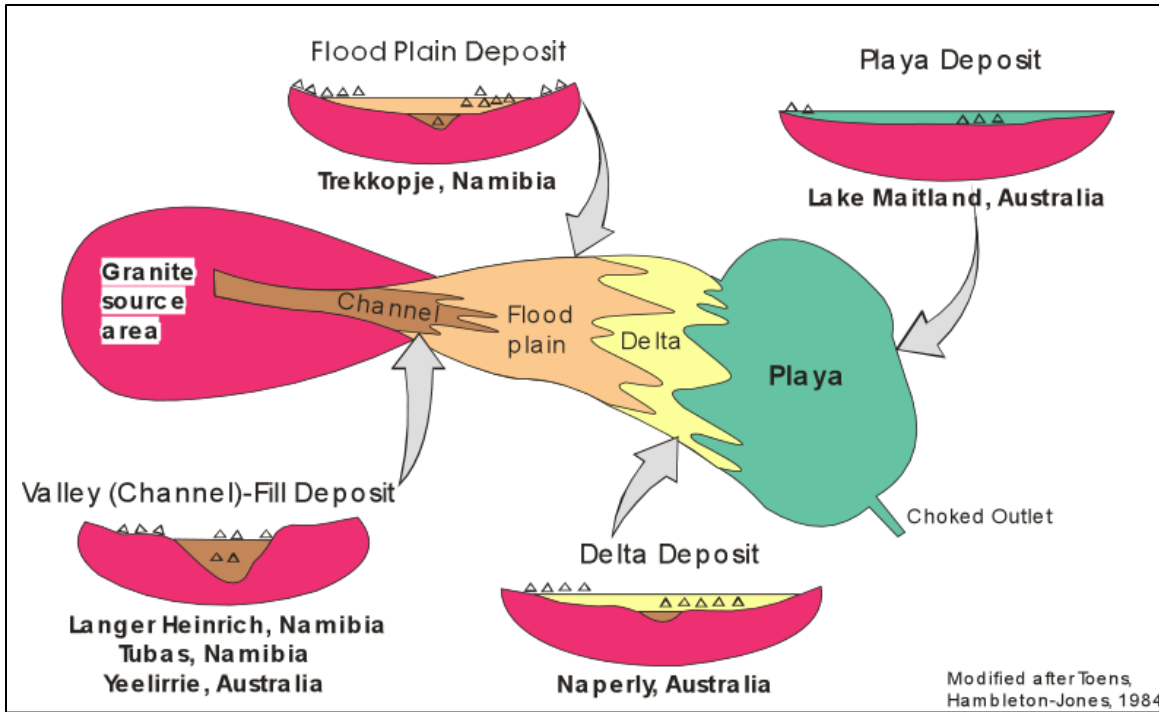 Flood Plain Deposit
Trekkopje, Namibia
Playa Deposit
Lake Maitland, Australia
Granite
source
area
Channel
Flood
plain
Delta
Playa
Choked Outlet
Valley (Channel)-Fill Deposit
Langer Heinrich, Namibia
Tubas, Namibia
Yeelirrie, Australia
Delta Deposit
Naperly, Australia
Modified after Toens,
Hambleton-Jones, 1984